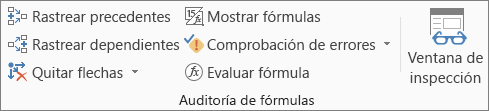 Rastrear precedentes
Rastrear dependientes
Quitar flechas
Mostrar fórmulas
Comprobación de errores
Evaluar fórmula
Ventana de
inspección
Auditoría de fórmulas